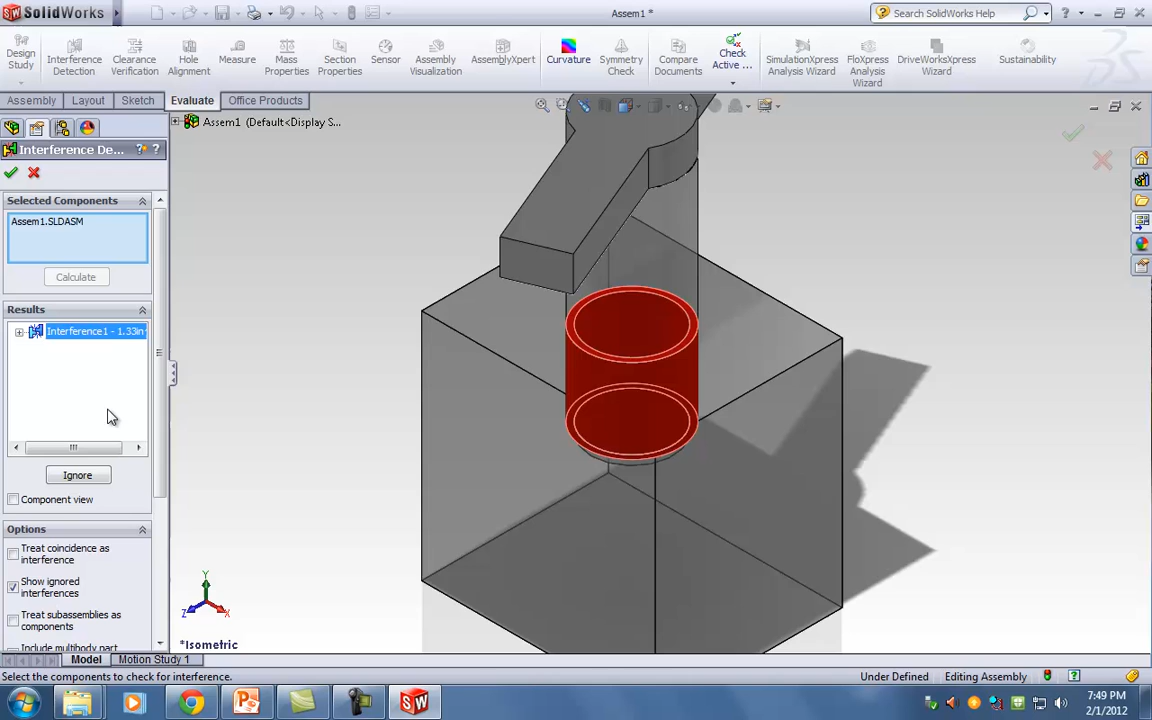 SolidWorks
Assem1 *
Search SolidWorks Help
Design Study
Interference Detection
Clearance Verification
Hole Alignment
Measure
Mass Properties
Section Properties
Sensor
Assembly Visualization
AssemblyXpert
Curvature
Symmetry Check
Compare Documents
Check Active ...
SimulationXpress Analysis Wizard
FloXpress Analysis Wizard
DriveWorksXpress Wizard
Sustainability
Assembly
Layout
Sketch
Evaluate
Office Products
Assem1 (Default<Display S...
Interference De...
Selected Components
Assem1.SLDASM
Calculate
Results
Interference1 - 1.33in
Ignore
Component view
Options
Treat coincidence as
interference
Show ignored
interferences
Treat subassemblies as
components
Include multibody part
Y
Z
X
*Isometric
Model
Motion Study 1
Select the components to check for interference.
Under Defined
Editing Assembly
7:49 PM
2/1/2012